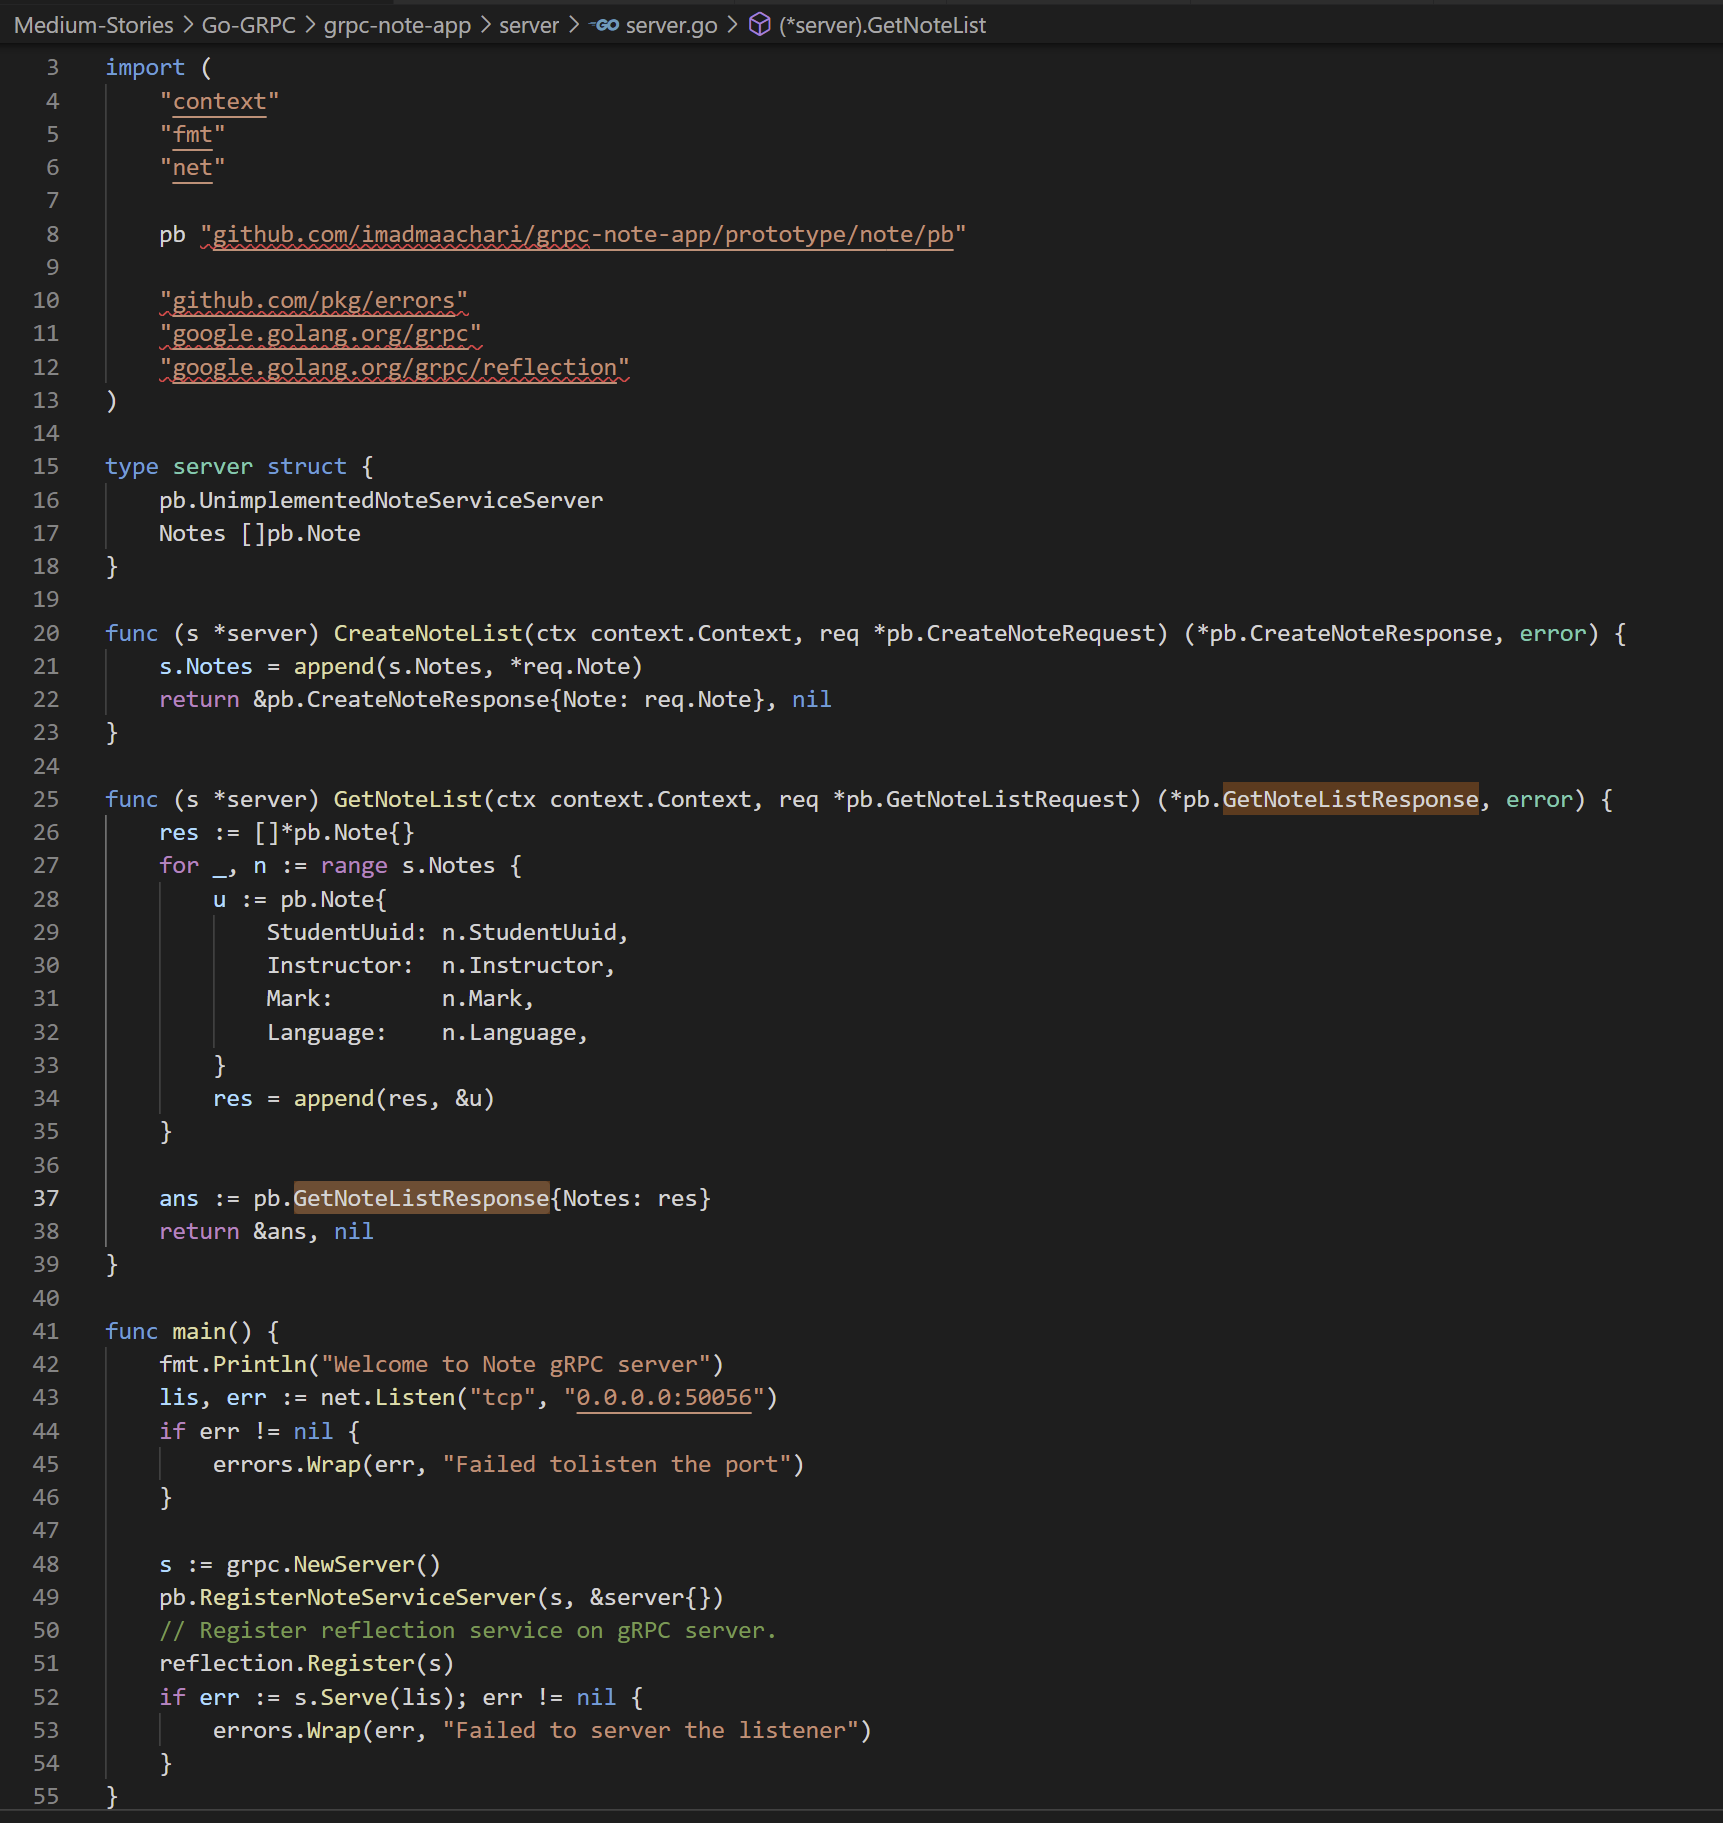 Medium-Stories > Go-GRPC > grpc-note-app > server > GO server.go > (*server).GetNoteList
3 import (
4 "context"
5 "fmt"
6 "net"
7
8 pb "github.com/imadmaachari/grpc-note-app/prototype/note/pb"
9
10 "github.com/pkg/errors"
11 "google.golang.org/grpc"
12 "google.golang.org/grpc/reflection"
13 )
14
15 type server struct {
16 pb.UnimplementedNoteServiceServer
17 Notes []pb.Note
18 }
19
20 func (s *server) CreateNoteList(ctx context.Context, req *pb.CreateNoteRequest) (*pb.CreateNoteResponse, error) {
21 s.Notes = append(s.Notes, *req.Note)
22 return &pb.CreateNoteResponse{Note: req.Note}, nil
23 }
24
25 func (s *server) GetNoteList(ctx context.Context, req *pb.GetNoteListRequest) (*pb.GetNoteListResponse, error) {
26 res := []*pb.Note{}
27 for _, n := range s.Notes {
28 u := pb.Note{
29 StudentUuid: n.StudentUuid,
30 Instructor: n.Instructor,
31 Mark: n.Mark,
32 Language: n.Language,
33 }
34 res = append(res, &u)
35 }
36
37 ans := pb.GetNoteListResponse{Notes: res}
38 return &ans, nil
39 }
40
41 func main() {
42 fmt.Println("Welcome to Note gRPC server")
43 lis, err := net.Listen("tcp", "0.0.0.0:50056")
44 if err != nil {
45 errors.Wrap(err, "Failed tolisten the port")
46 }
47
48 s := grpc.NewServer()
49 pb.RegisterNoteServiceServer(s, &server{})
50 // Register reflection service on gRPC server.
51 reflection.Register(s)
52 if err := s.Serve(lis); err != nil {
53 errors.Wrap(err, "Failed to server the listener")
54 }
55 }